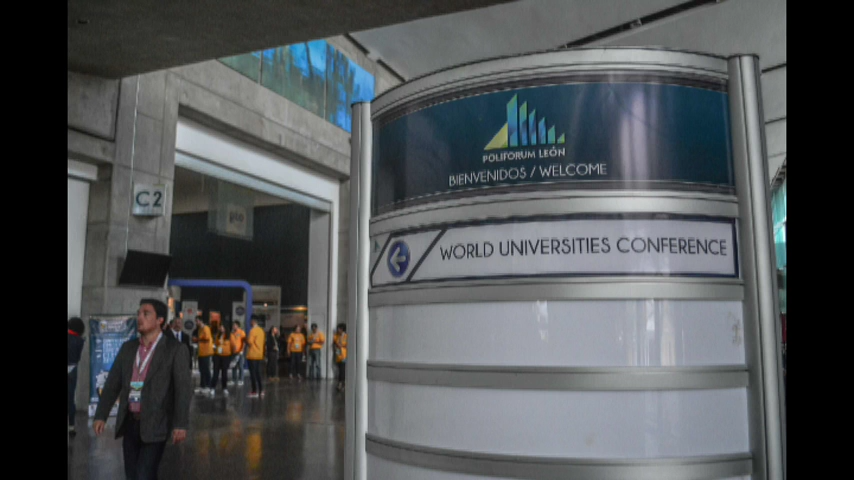 POLIFORUM LEÓN
BIENVENIDOS / WELCOME
C2
WORLD UNIVERSITIES CONFERENCE